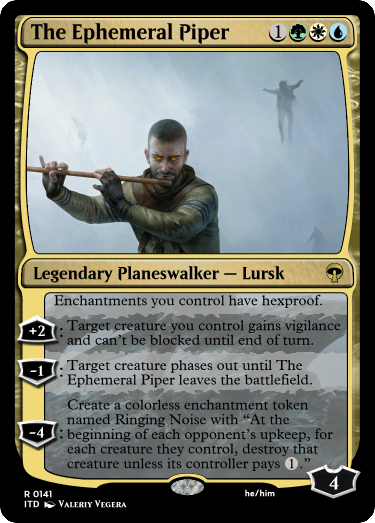 The Ephemeral Piper 1
Legendary Planeswalker — Lursk
Enchantments you control have hexproof.
+2: Target creature you control gains vigilance
and can't be blocked until end of turn.
-1: Target creature phases out until The
Ephemeral Piper leaves the battlefield.
Create a colorless enchantment token
named Ringing Noise with “At the
-4: beginning of each opponent's upkeep, for
each creature they control, destroy that
creature unless its controller pays 1.”
4
R 0141
ITD Valeriy Vegera
he/him